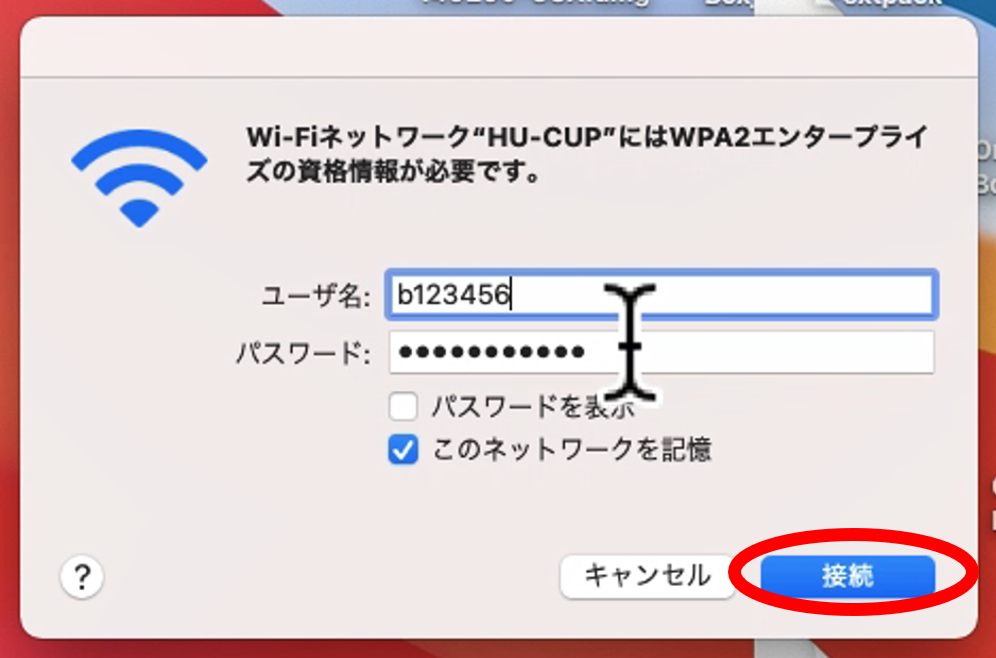 Wi-Fiネットワーク“HU-CUP”にはWPA2エンタープライ
ズの資格情報が必要です。
ユーザ名: b123456
パスワード: •••••••••••
パスワードを表示
このネットワークを記憶
?
キャンセル
接続